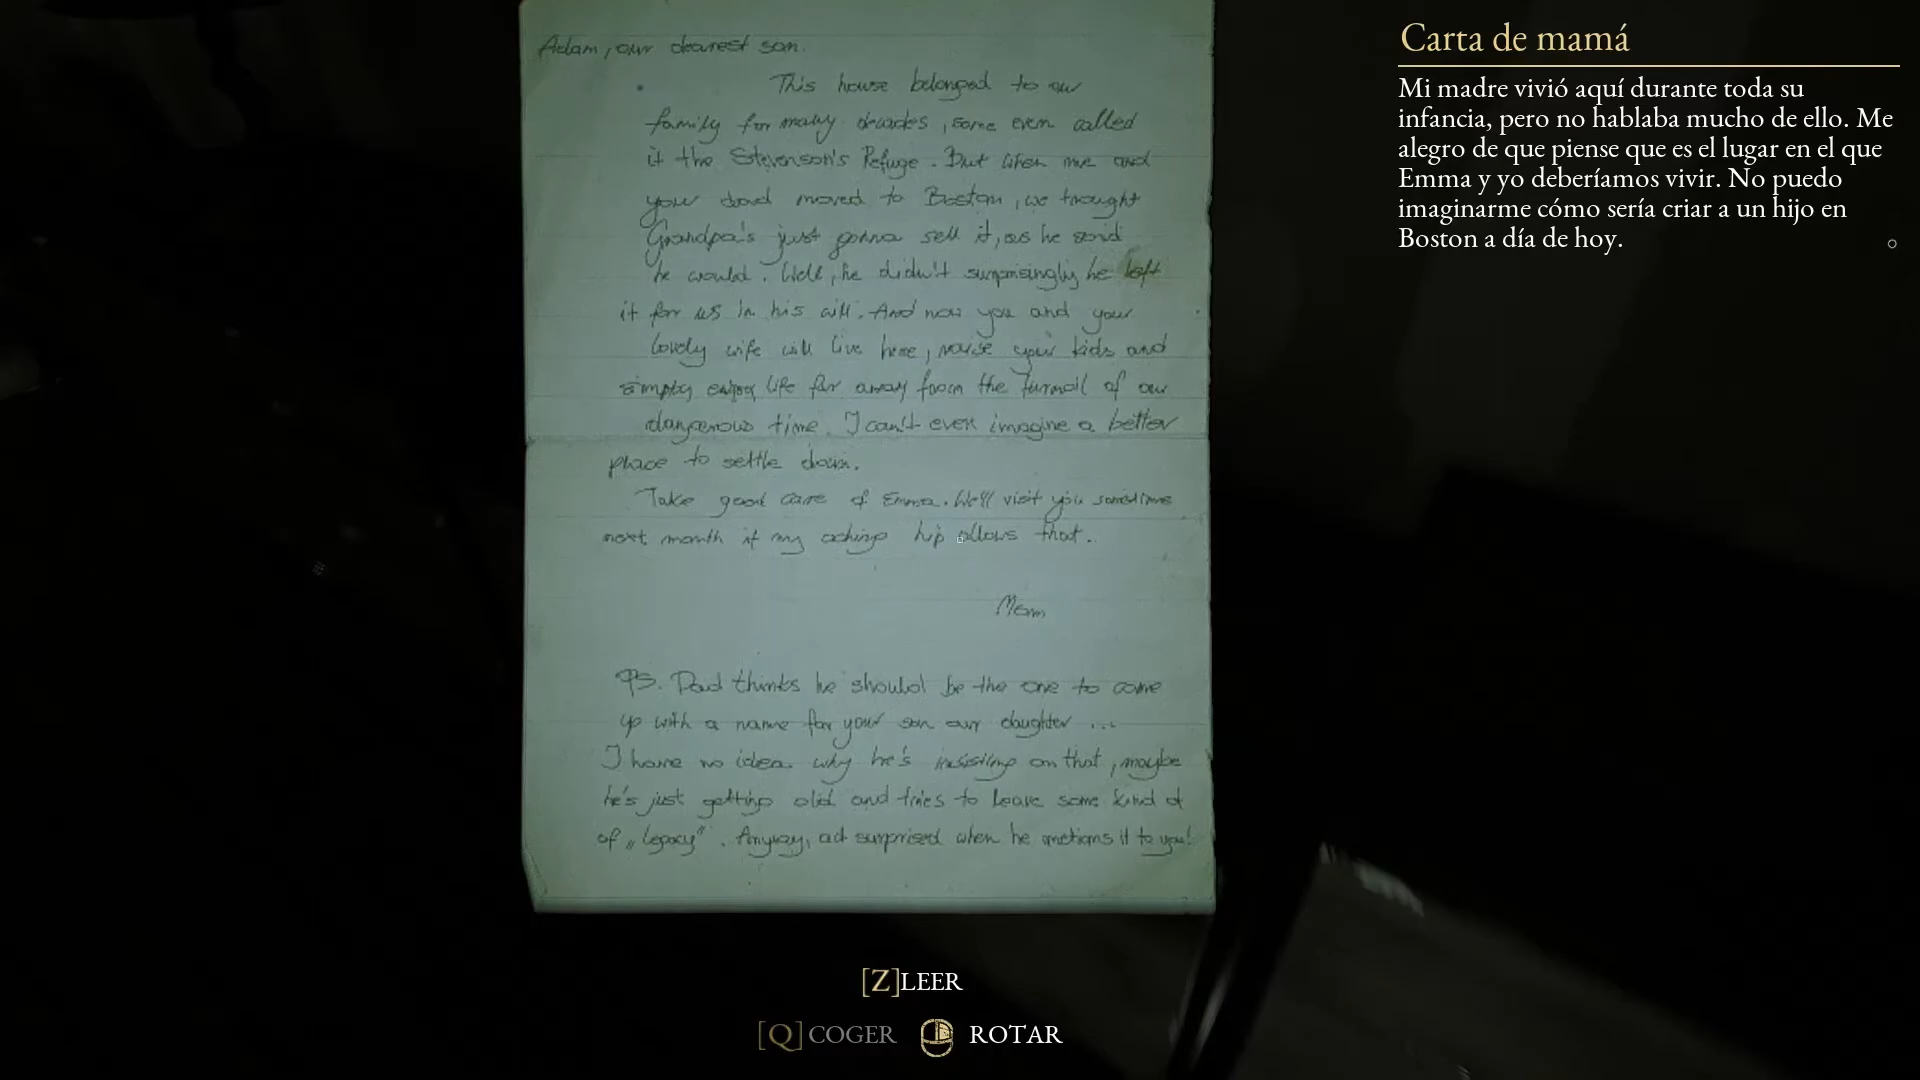 Adam, our dearest son.
This house belonged to our
family for many decades, some even called
it the Stevenson's Refuge. But when me and
your dad moved to Boston, we tought
Grandpa's just gonna sell it, as he said
he would. Well, he didn't surprisingly he left
it for us in his will. And now you and your
lovely wife will live here, raise your kids and
simply enjoy life far away from the turmoil of our
dangerous time. I can't even imagine a better
place to settle down.
Take good care of Emma. We'll visit you sometime
next month if my aching hip allows that.
Mom
PS. Dad thinks he should be the one to come
up with a name for your son our daughter ...
I have no idea why he's insisting on that, maybe
he's just getting old and tries to leave some kind of
of „legacy". Anyway, act surprised when he metions it to you!
Carta de mamá
Mi madre vivió aquí durante toda su
infancia, pero no hablaba mucho de ello. Me
alegro de que piense que es el lugar en el que
Emma y yo deberíamos vivir. No puedo
imaginarme cómo sería criar a un hijo en
Boston a día de hoy.
[Z]LEER
[Q]COGER ROTAR